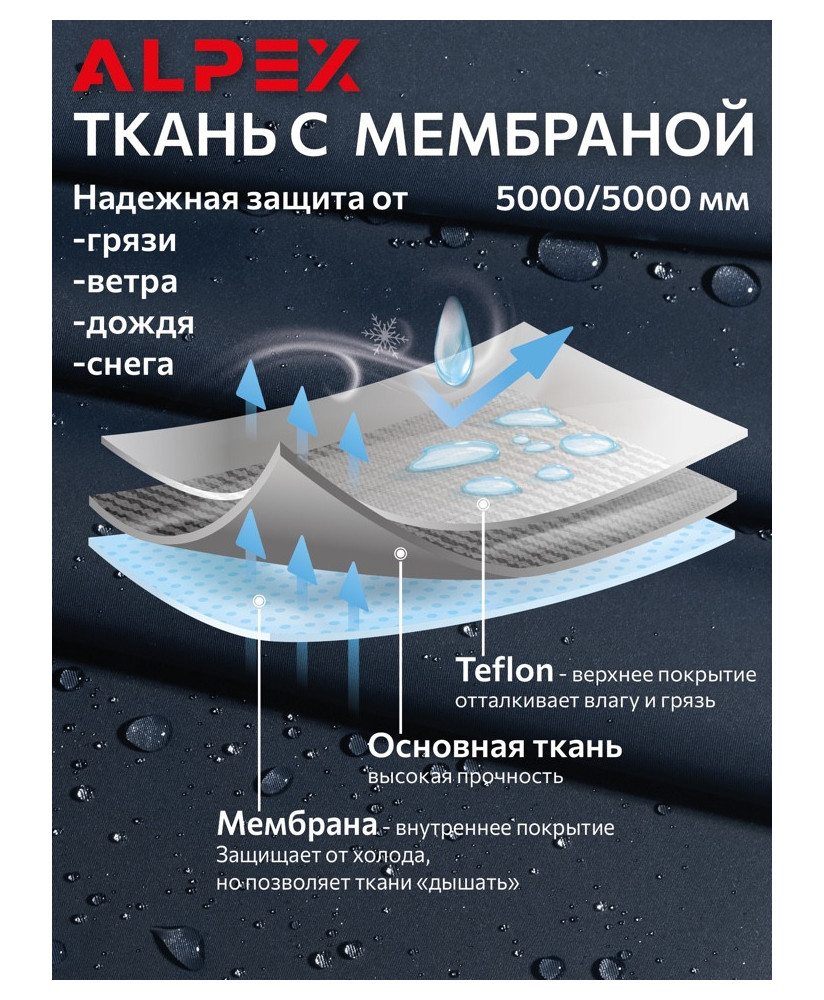 ALPEX
ТКАНЬ С МЕМБРАНОЙ
Надежная защита от
5000/5000 мм
-грязи
-ветра
-дождя
-снега
Teflon - верхнее покрытие
отталкивает влагу и грязь
Основная ткань
высокая прочность
Мембрана - внутреннее покрытие
Защищает от холода,
но позволяет ткани «дышать»